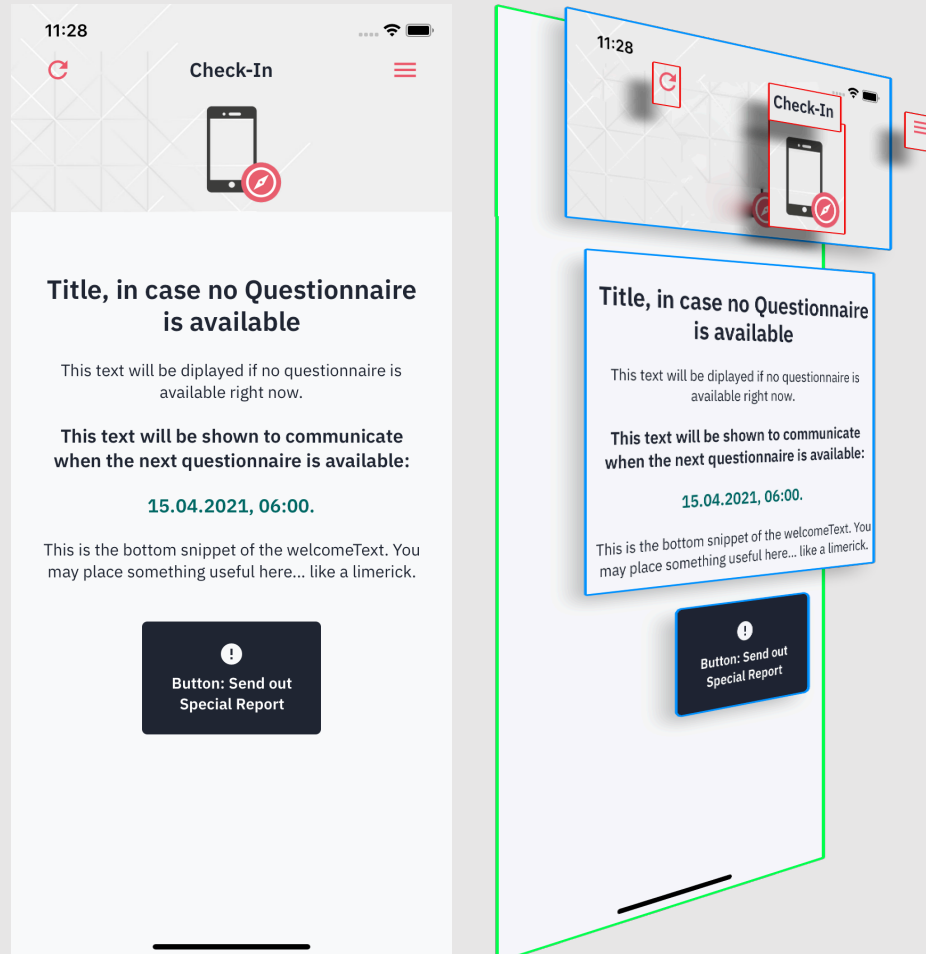 11:28
Check-In
Title, in case no Questionnaire
is available
This text will be diplayed if no questionnaire is
available right now.
This text will be shown to communicate
when the next questionnaire is available:
15.04.2021, 06:00.
This is the bottom snippet of the welcomeText. You
may place something useful here... like a limerick.
Button: Send out
Special Report
11:28
Check-In
Title, in case no Questionnaire
is available
This text will be diplayed if no questionnaire is
available right now.
This text will be shown to communicate
when the next questionnaire is available:
15.04.2021, 06:00.
This is the bottom snippet of the welcomeText. You
may place something useful here... like a limerick.
Button: Send out
Special Report